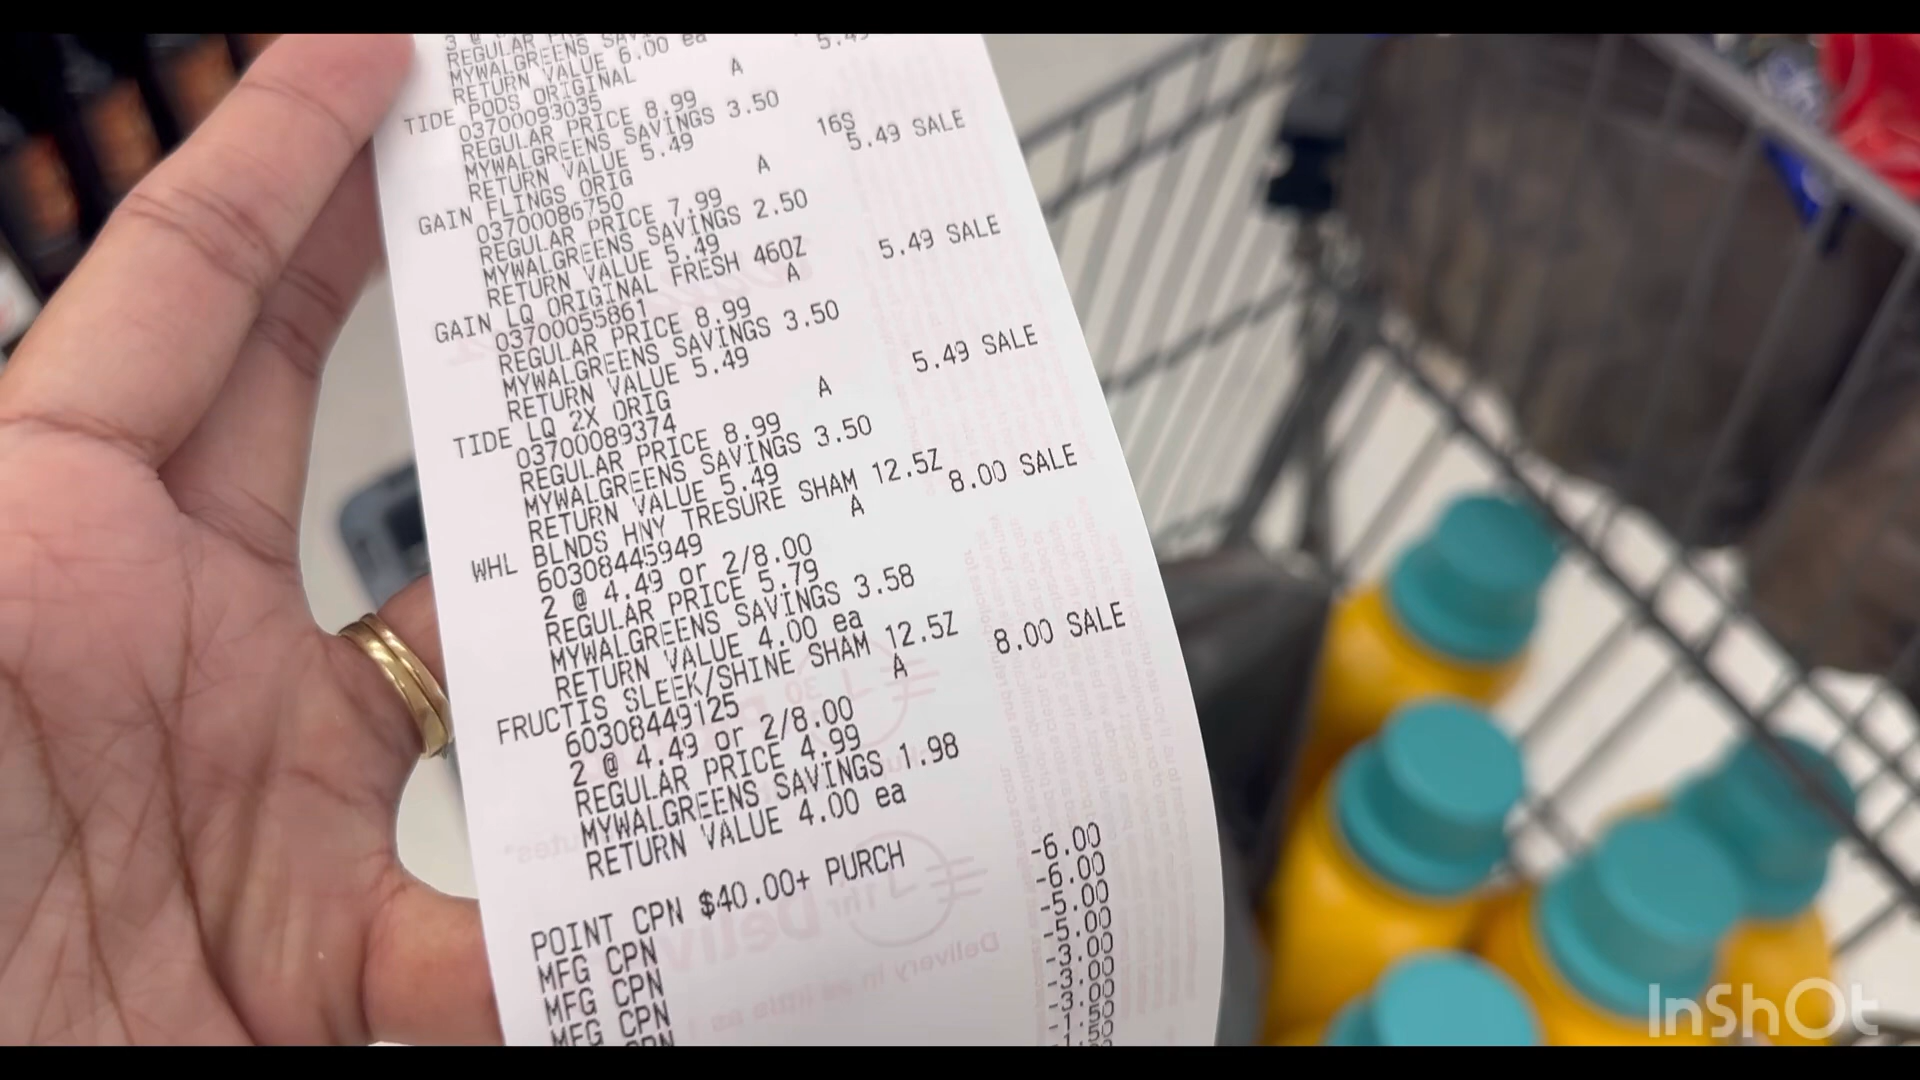 REGULAR
MYWALGREENS
RETURN VALUE 6.00 ea
TIDE PODS ORIGINAL A
03700093035
REGULAR PRICE 8.99
MYWALGREENS SAVINGS 3.50
RETURN VALUE 5.49
GAIN FLINGS ORIG A 16S 5.49 SALE
03700086750
REGULAR PRICE 7.99
MYWALGREENS SAVINGS 2.50
RETURN VALUE 5.49
GAIN LQ ORIGINAL FRESH 46OZ
03700055861 A 5.49 SALE
REGULAR PRICE 8.99
MYWALGREENS SAVINGS 3.50
RETURN VALUE 5.49
TIDE LQ 2X ORIG
03700089374 A 5.49 SALE
REGULAR PRICE 8.99
MYWALGREENS SAVINGS 3.50
RETURN VALUE 5.49
WHL BLNDS HNY TRESURE SHAM 12.5Z
60308445949 A 8.00 SALE
2 @ 4.49 or 2/8.00
REGULAR PRICE 5.79
MYWALGREENS SAVINGS 3.58
RETURN VALUE 4.00 ea
FRUCTIS SLEEK/SHINE SHAM 12.5Z
60308449125 A 8.00 SALE
2 @ 4.49 or 2/8.00
REGULAR PRICE 4.99
MYWALGREENS SAVINGS 1.98
RETURN VALUE 4.00 ea
POINT CPN $40.00+ PURCH -6.00
MFG CPN -6.00
MFG CPN -5.00
MFG CPN -5.00
-3.00
-3.00
-3.00
-1.50
InShOt